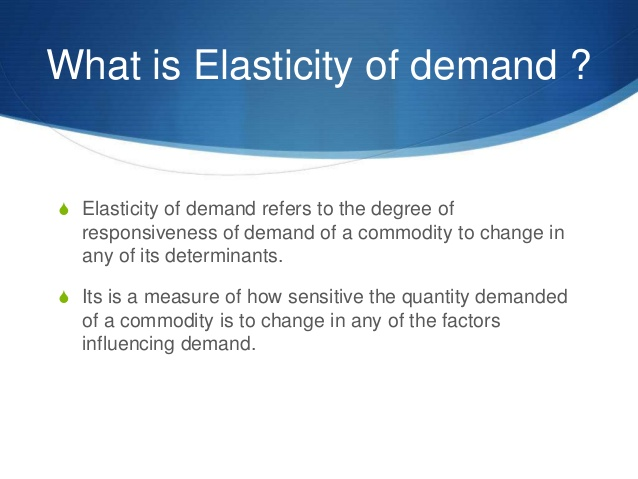 What is Elasticity of demand ?
Elasticity of demand refers to the degree of
responsiveness of demand of a commodity to change in
any of its determinants.
Its is a measure of how sensitive the quantity demanded
of a commodity is to change in any of the factors
influencing demand.